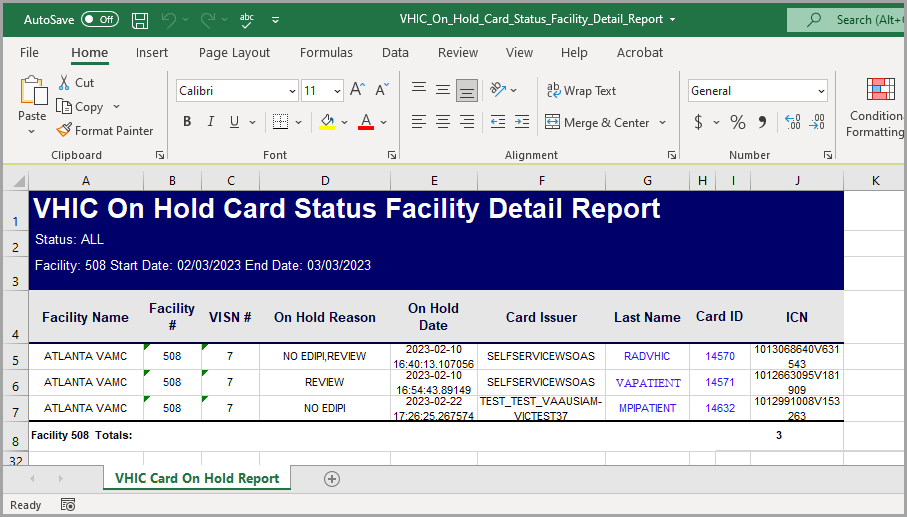 AutoSave Off VHIC_On_Hold_Card_Status_Facility_Detail_Report Search (Alt+
File Home Insert Page Layout Formulas Data Review View Help Acrobat
Paste
Cut
Copy
Format Painter
Calibri 11
B I U
Wrap Text
Merge & Center
General
$ % 9 .00 .00
Condition
Formatting
Clipboard Font Alignment Number
A B C D E F G H I J K
1 VHIC On Hold Card Status Facility Detail Report
2 Status: ALL
3 Facility: 508 Start Date: 02/03/2023 End Date: 03/03/2023
4 Facility Name Facility # VISN # On Hold Reason On Hold Date Card Issuer Last Name Card ID ICN
5 ATLANTA VAMC 508 7 NO EDIPI,REVIEW 2023-02-10 16:40:13.107056 SELFSERVICEWSOAS RADVHIC 14570 1013068640V631543
6 ATLANTA VAMC 508 7 REVIEW 2023-02-10 16:54:43.89149 SELFSERVICEWSOAS VAPATIENT 14571 1012663095V181909
7 ATLANTA VAMC 508 7 NO EDIPI 2023-02-22 17:26:25.267574 TEST_TEST_VAAUSIAM-VICTEST37 MPIPATIENT 14632 1012991008V153263
8 Facility 508 Totals: 3
32
VHIC Card On Hold Report
Ready